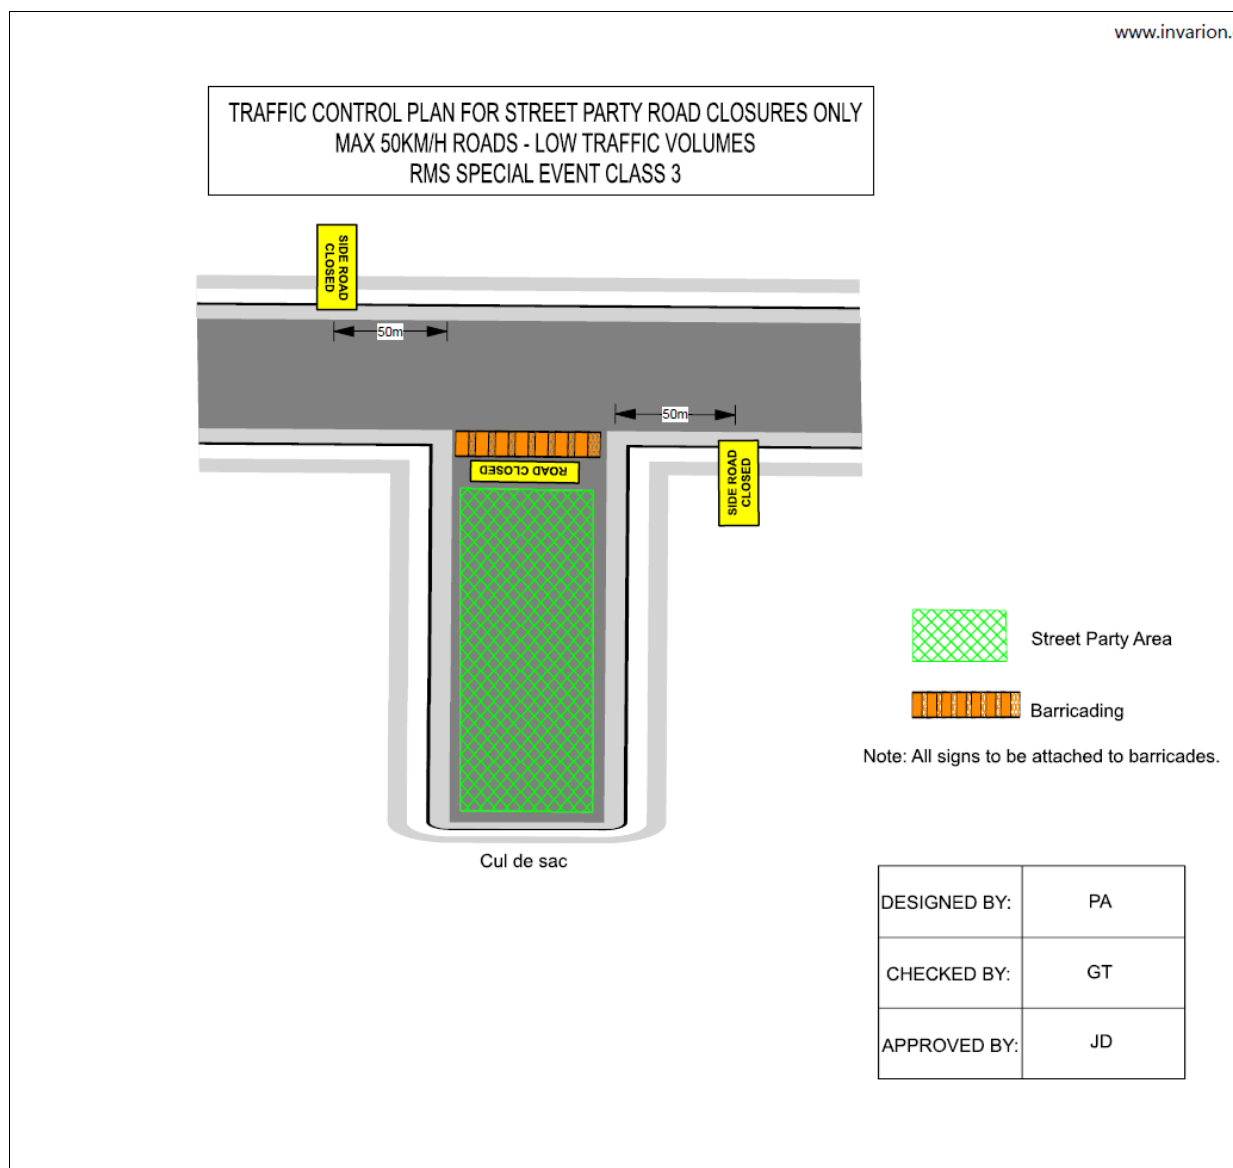 www.invarion.
TRAFFIC CONTROL PLAN FOR STREET PARTY ROAD CLOSURES ONLY
MAX 50KM/H ROADS - LOW TRAFFIC VOLUMES
RMS SPECIAL EVENT CLASS 3
SIDE ROAD
CLOSED
50m
50m
ROAD CLOSED
SIDE ROAD
CLOSED
Street Party Area
Barricading
Note: All signs to be attached to barricades.
Cul de sac
DESIGNED BY: PA
CHECKED BY: GT
APPROVED BY: JD